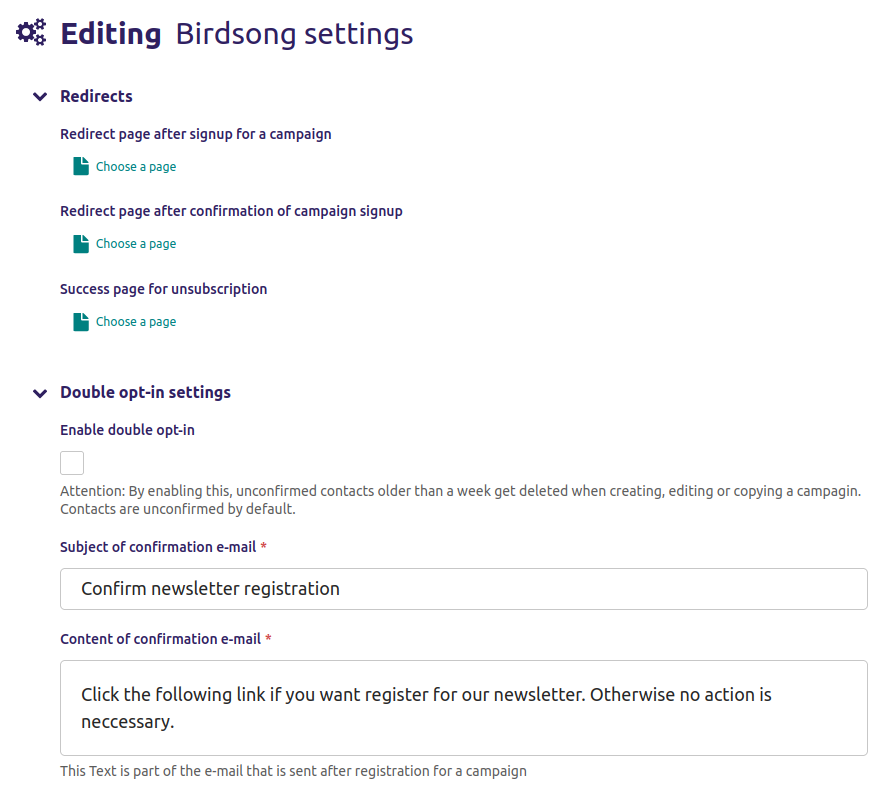 Editing Birdsong settings
Redirects
Redirect page after signup for a campaign
Choose a page
Redirect page after confirmation of campaign signup
Choose a page
Success page for unsubscription
Choose a page
Double opt-in settings
Enable double opt-in
Attention: By enabling this, unconfirmed contacts older than a week get deleted when creating, editing or copying a campagin.
Contacts are unconfirmed by default.
Subject of confirmation e-mail *
Confirm newsletter registration
Content of confirmation e-mail *
Click the following link if you want register for our newsletter. Otherwise no action is
neccessary.
This Text is part of the e-mail that is sent after registration for a campaign